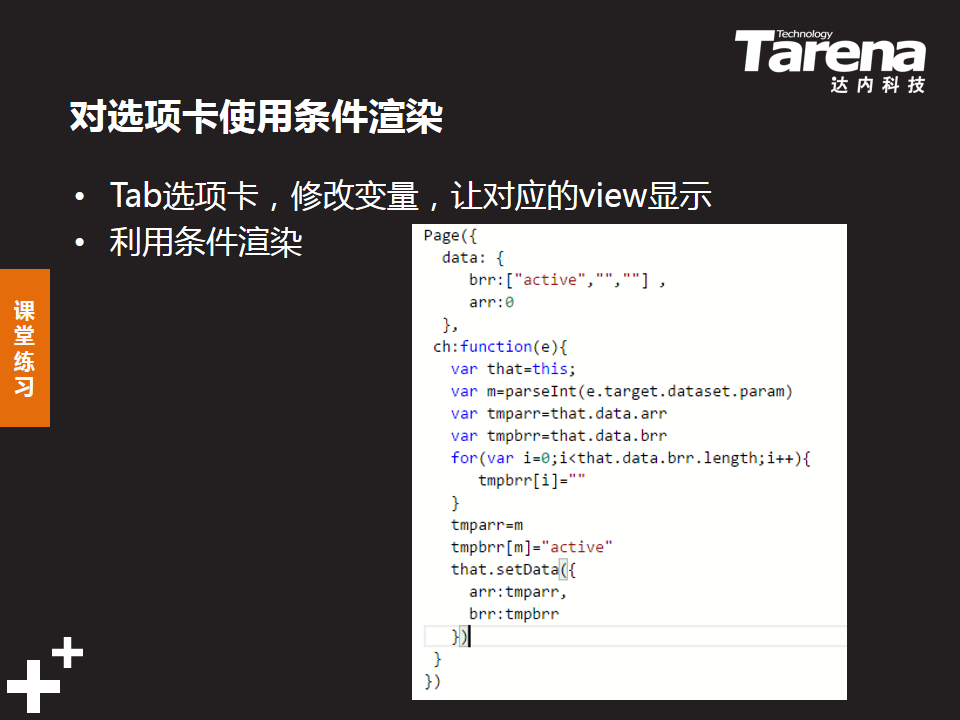 Technology
Tarena
达内科技
对选项卡使用条件渲染
• Tab选项卡，修改变量，让对应的view显示
• 利用条件渲染
课堂练习
Page({
  data: {
     brr:["active","",""] ,
     arr:0
  },
 ch:function(e){
   var that=this;
   var m=parseInt(e.target.dataset.param)
   var tmparr=that.data.arr
   var tmpbrr=that.data.brr
   for(var i=0;i<that.data.brr.length;i++){
      tmpbrr[i]=""
   }
   tmparr=m
   tmpbrr[m]="active"
   that.setData({
     arr:tmparr,
     brr:tmpbrr
   })
 }
})